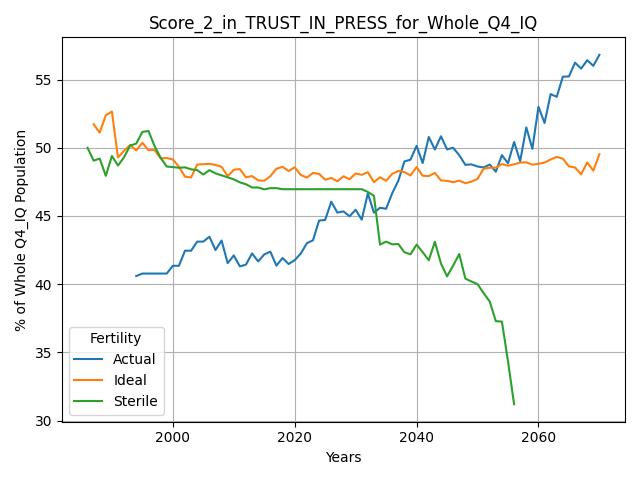 Score_2_in_TRUST_IN_PRESS_for_Whole_Q4_IQ
% of Whole Q4_IQ Population
55
50
45
40
35
30
Fertility
Actual
Ideal
Sterile
2000 2020 2040 2060
Years